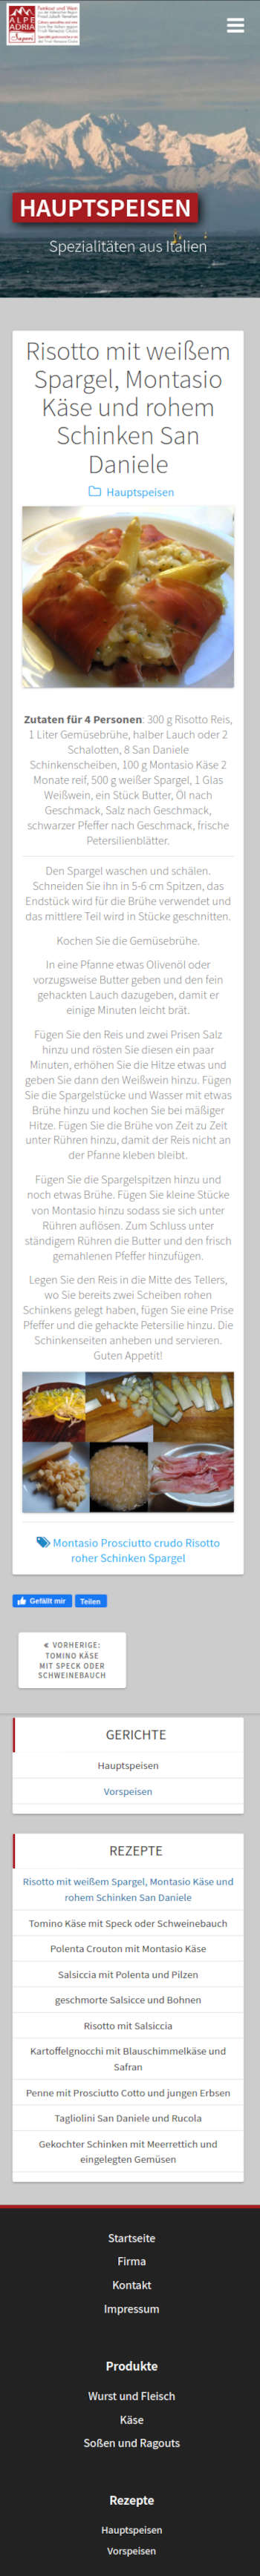 ALPE
ADRIA
HAUPTSPEISEN
Spezialitäten aus Italien
Risotto mit weißem
Spargel, Montasio
Käse und rohem
Schinken San
Daniele
Hauptspeisen
Zutaten für 4 Personen: 300 g Risotto Reis,
1 Liter Gemüsebrühe, halber Lauch oder 2
Schalotten, 8 San Daniele
Schinkenscheiben, 100 g Montasio Käse 2
Monate reif, 500 g weißer Spargel, 1 Glas
Weißwein, ein Stück Butter, Öl nach
Geschmack, Salz nach Geschmack,
schwarzer Pfeffer nach Geschmack, frische
Petersilienblätter.
Den Spargel waschen und schälen.
Schneiden Sie ihn in 5-6 cm Spitzen, das
Endstück wird für die Brühe verwendet und
das mittlere Teil wird in Stücke geschnitten.
Kochen Sie die Gemüsebrühe.
In eine Pfanne etwas Olivenöl oder
vorzugsweise Butter geben und den fein
gehackten Lauch dazugeben, damit er
einige Minuten leicht brät.
Fügen Sie den Reis und zwei Prisen Salz
hinzu und rösten Sie diesen ein paar
Minuten, erhöhen Sie die Hitze etwas und
geben Sie dann den Weißwein hinzu. Fügen
Sie die Spargelstücke und Wasser mit etwas
Brühe hinzu und kochen Sie bei mäßiger
Hitze. Fügen Sie die Brühe von Zeit zu Zeit
unter Rühren hinzu, damit der Reis nicht an
der Pfanne kleben bleibt.
Fügen Sie die Spargelspitzen hinzu und
noch etwas Brühe. Fügen Sie kleine Stücke
von Montasio hinzu sodass sie sich unter
Rühren auflösen. Zum Schluss unter
ständigem Rühren die Butter und den frisch
gemahlenen Pfeffer hinzufügen.
Legen Sie den Reis in die Mitte des Tellers,
wo Sie bereits zwei Scheiben rohen
Schinkens gelegt haben, fügen Sie eine Prise
Pfeffer und die gehackte Petersilie hinzu. Die
Schinkenseiten anheben und servieren.
Guten Appetit!
Montasio Prosciutto crudo Risotto
roher Schinken Spargel
Gefällt mir Teilen
« VORHERIGE:
TOMINO KÄSE
MIT SPECK ODER
SCHWEINEBAUCH
GERICHTE
Hauptspeisen
Vorspeisen
REZEPTE
Risotto mit weißem Spargel, Montasio Käse und
rohem Schinken San Daniele
Tomino Käse mit Speck oder Schweinebauch
Polenta Crouton mit Montasio Käse
Salsiccia mit Polenta und Pilzen
geschmorte Salsicce und Bohnen
Risotto mit Salsiccia
Kartoffelgnocchi mit Blauschimmelkäse und
Safran
Penne mit Prosciutto Cotto und jungen Erbsen
Tagliolini San Daniele und Rucola
Gekochter Schinken mit Meerrettich und
eingelegten Gemüsen
Startseite
Firma
Kontakt
Impressum
Produkte
Wurst und Fleisch
Käse
Soßen und Ragouts
Rezepte
Hauptspeisen
Vorspeisen